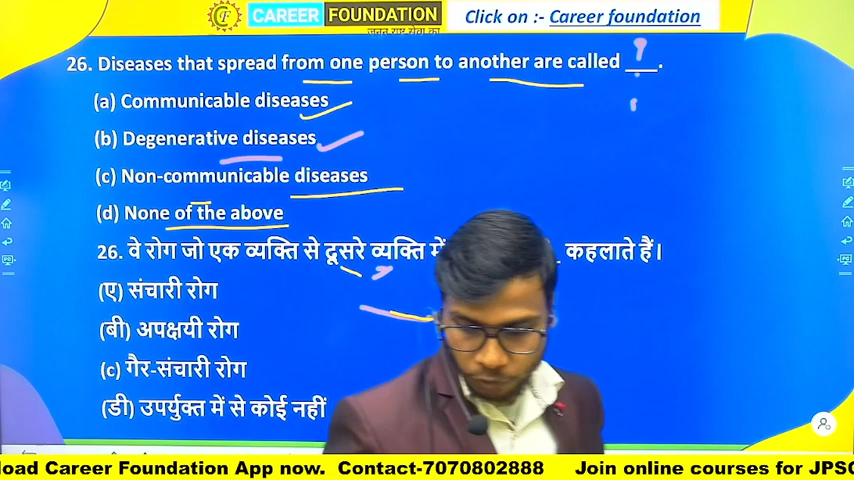 CAREER FOUNDATION
Click on :- Career foundation
26. Diseases that spread from one person to another are called ___.
(a) Communicable diseases
(b) Degenerative diseases
(c) Non-communicable diseases
(d) None of the above
26. वे रोग जो एक व्यक्ति से दूसरे व्यक्ति में कहलाते हैं।
(ए) संचारी रोग
(बी) अपक्षयी रोग
(c) गैर-संचारी रोग
(डी) उपर्युक्त में से कोई नहीं
load Career Foundation App now. Contact-7070802888 Join online courses for JPSC